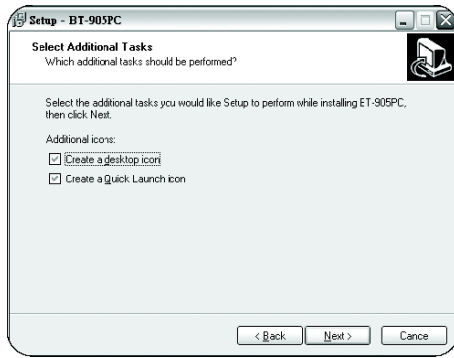 Setup - BT-905PC
Select Additional Tasks
Which additional tasks should be performed?
Select the additional tasks you would like Setup to perform while installing ET-905PC,
then click Next.
Additional icons:
Create a desktop icon
Create a Quick Launch icon
< Back
Next >
Cance